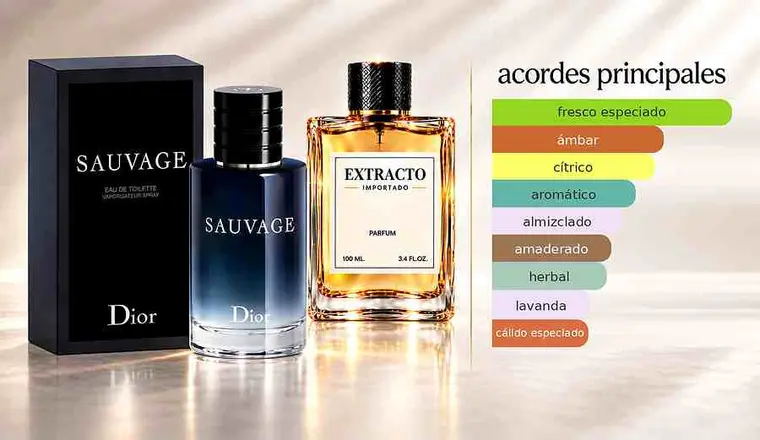 SAUVAGE
EAU DE TOILETTE
VAPORISATEUR SPRAY
Dior
SAUVAGE
Dior
EXTRACTO
IMPORTADO
PARFUM
100 ML.
3.4 FL.OZ.
acordes principales
fresco especiado
ámbar
cítrico
aromático
almizclado
amaderado
herbal
lavanda
cálido especiado